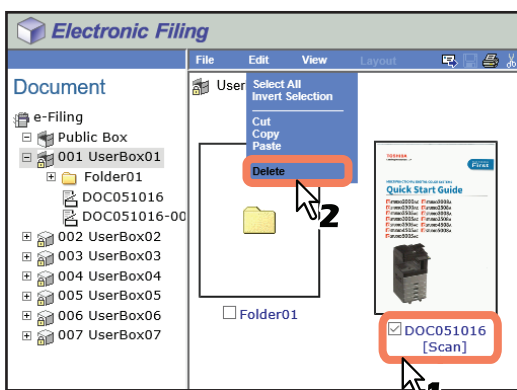 Electronic Filing
File Edit View Layout
Document
e-Filing
Public Box
001 UserBox01
Folder01
DOC051016
DOC051016-00
002 UserBox02
003 UserBox03
004 UserBox04
005 UserBox05
006 UserBox06
007 UserBox07
User
Select All
Invert Selection
Cut
Copy
Paste
Delete
2
Folder01
TOSHIBA
First
Quick Start Guide
DOC051016
[Scan]
1